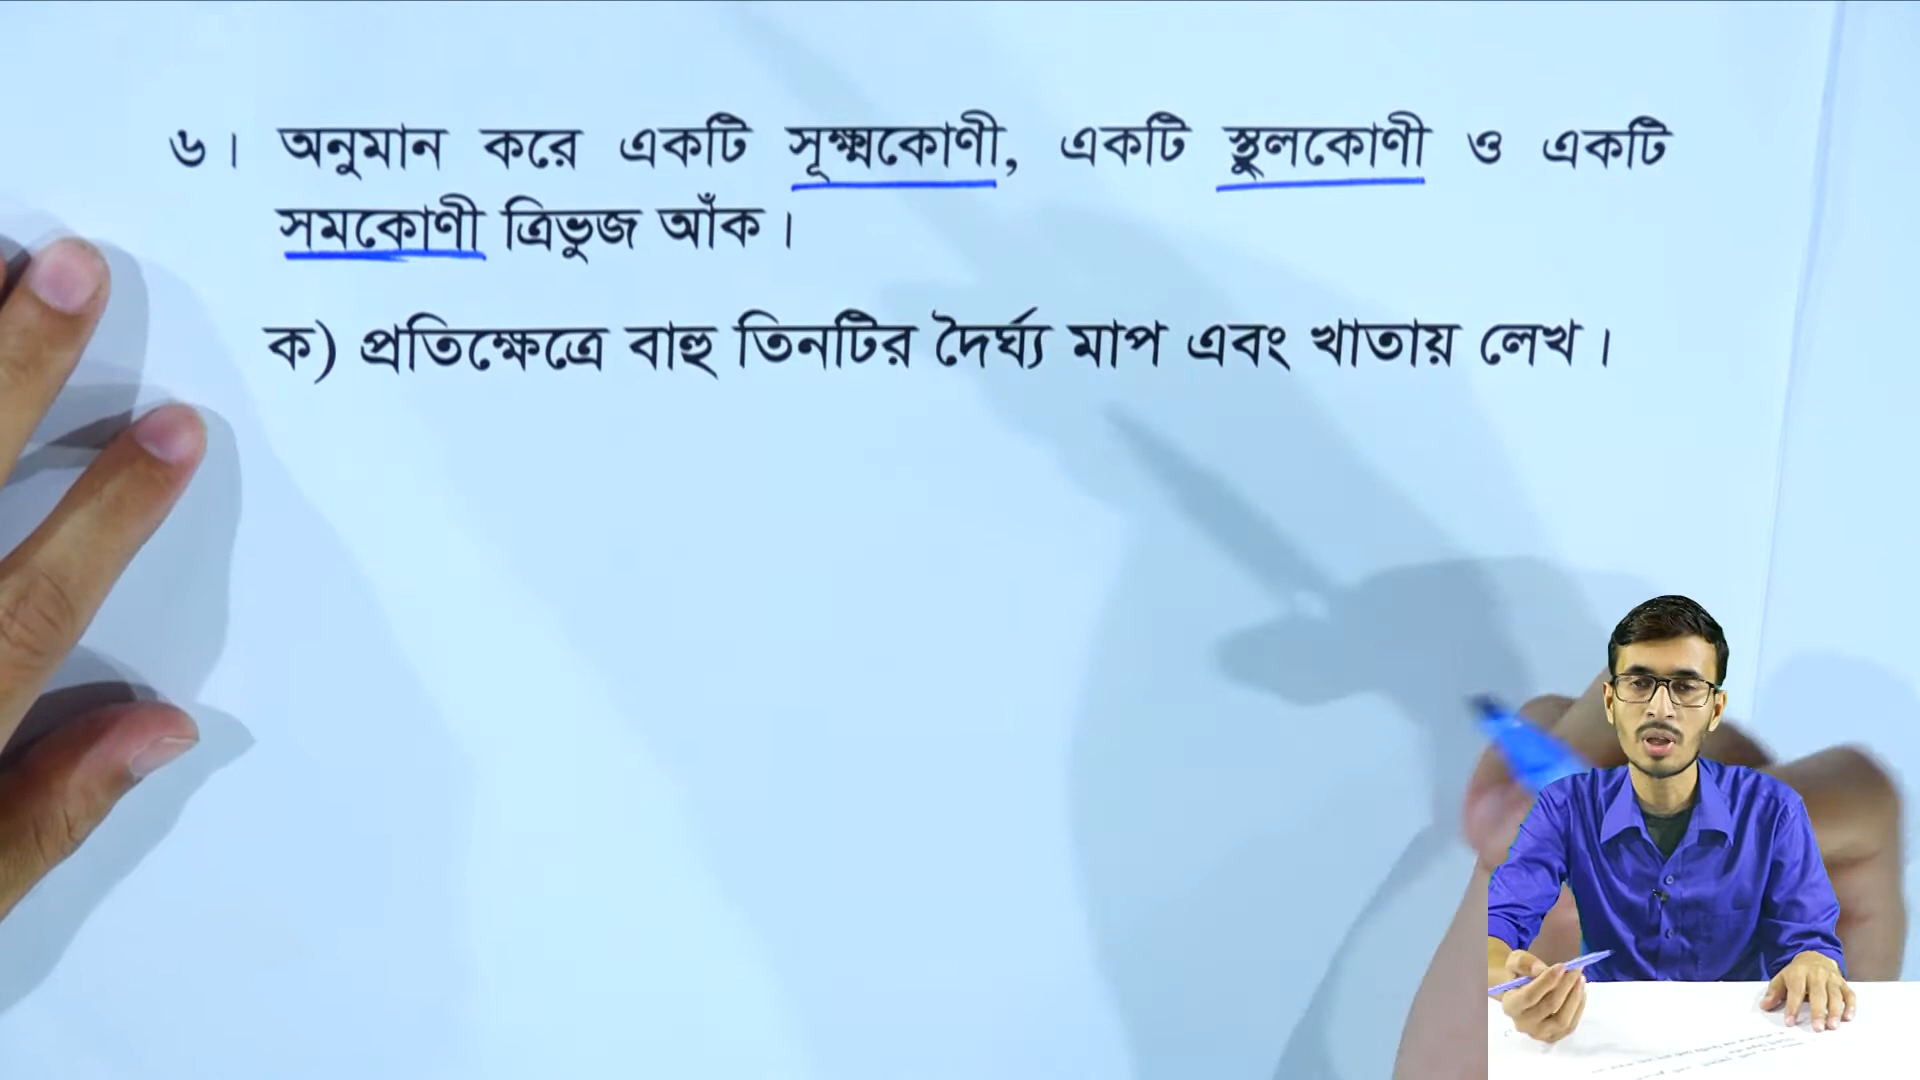 ৬। অনুমান করে একটি সূক্ষ্মকোণী, একটি স্থুলকোণী ও একটি
সমকোণী ত্রিভুজ আঁক।
ক) প্রতিক্ষেত্রে বাহু তিনটির দৈর্ঘ্য মাপ এবং খাতায় লেখ।